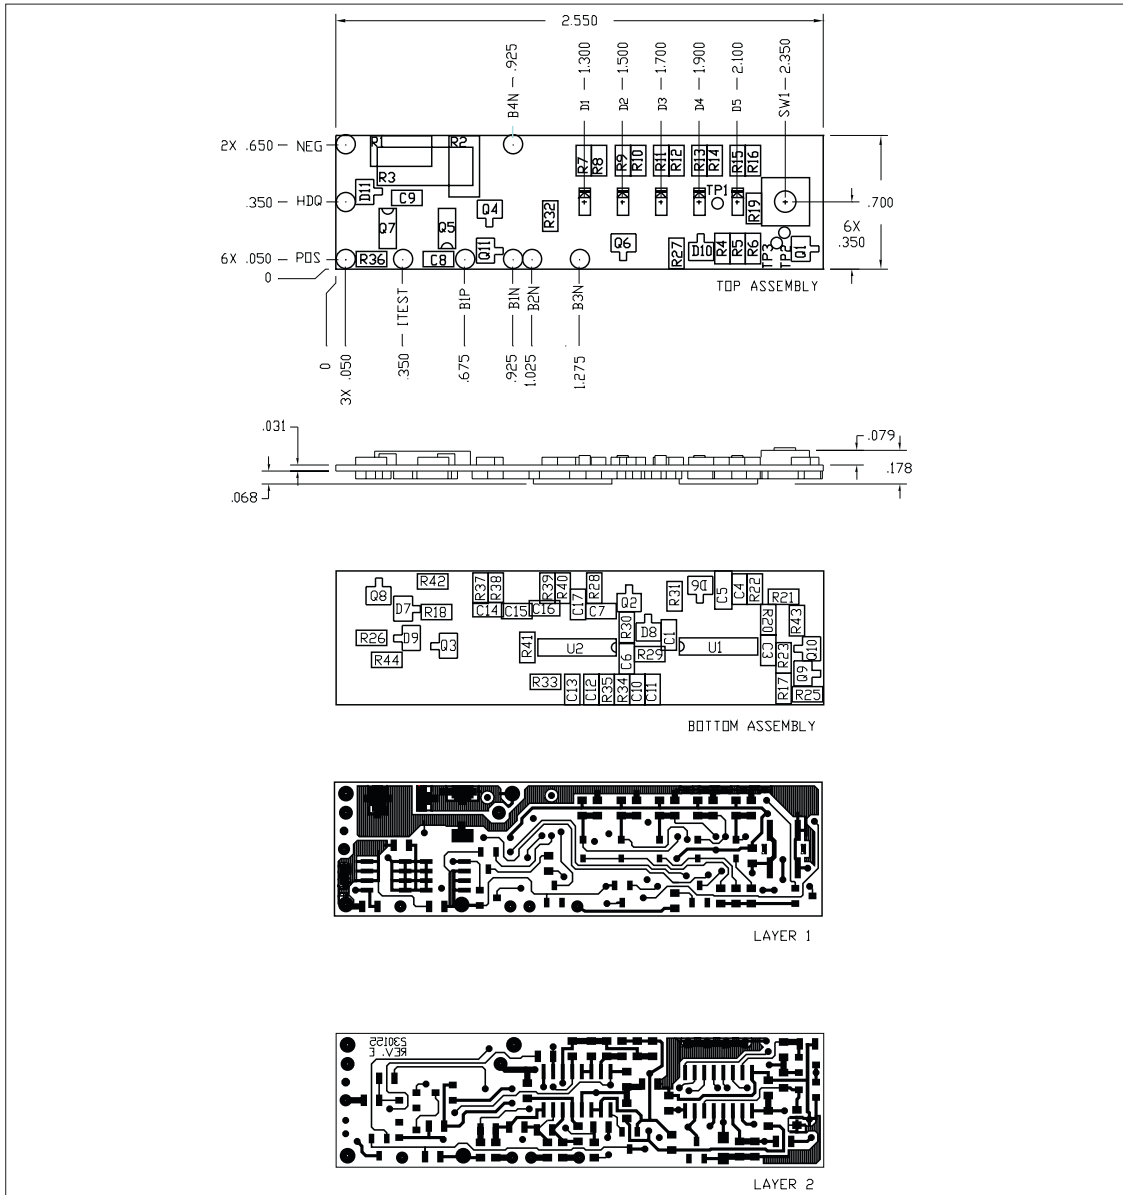 2.550
B4N – .925
D1 – 1.300
D2 – 1.500
D3 – 1.700
D4 – 1.900
D5 – 2.100
SW1 – 2.350
2X .650 – NEG
.350 – HDQ
6X .050 – POS
0
R1
R2
R3
D11
C9
Q7
Q5
Q4
Q11
R36
C8
R32
R7
R8
R9
R10
R11
R12
R13
R14
R15
R16
TP1
R19
Q6
R27
D10
R4
R5
R6
TP3
TP2
Q1
.700
6X
.350
TOP ASSEMBLY
0
3X .050
.350 – ITEST
.675 – B1P
.925 – B1N
1.025 – B2N
1.275 – B3N
.031
.068
.079
.178
R42
Q8
D7
R18
R26
D9
R44
Q3
R37
R38
C14
C15
C16
R39
R40
C17
R28
C7
Q2
R30
R31
D6
C5
C4
R22
R21
R20
R43
R41
U2
C6
D8
R29
C1
U1
C3
R23
Q10
Q9
R17
R25
R33
C13
C12
R35
R34
C10
C11
BOTTOM ASSEMBLY
LAYER 1
530155
REV. E
LAYER 2